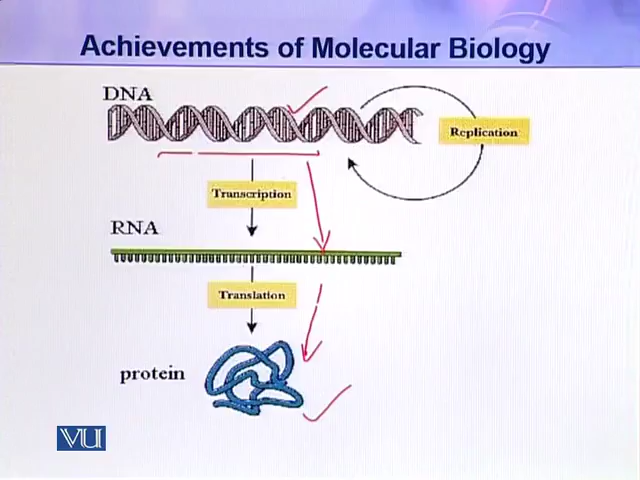 Achievements of Molecular Biology
DNA
Replication
Transcription
RNA
Translation
protein
VU